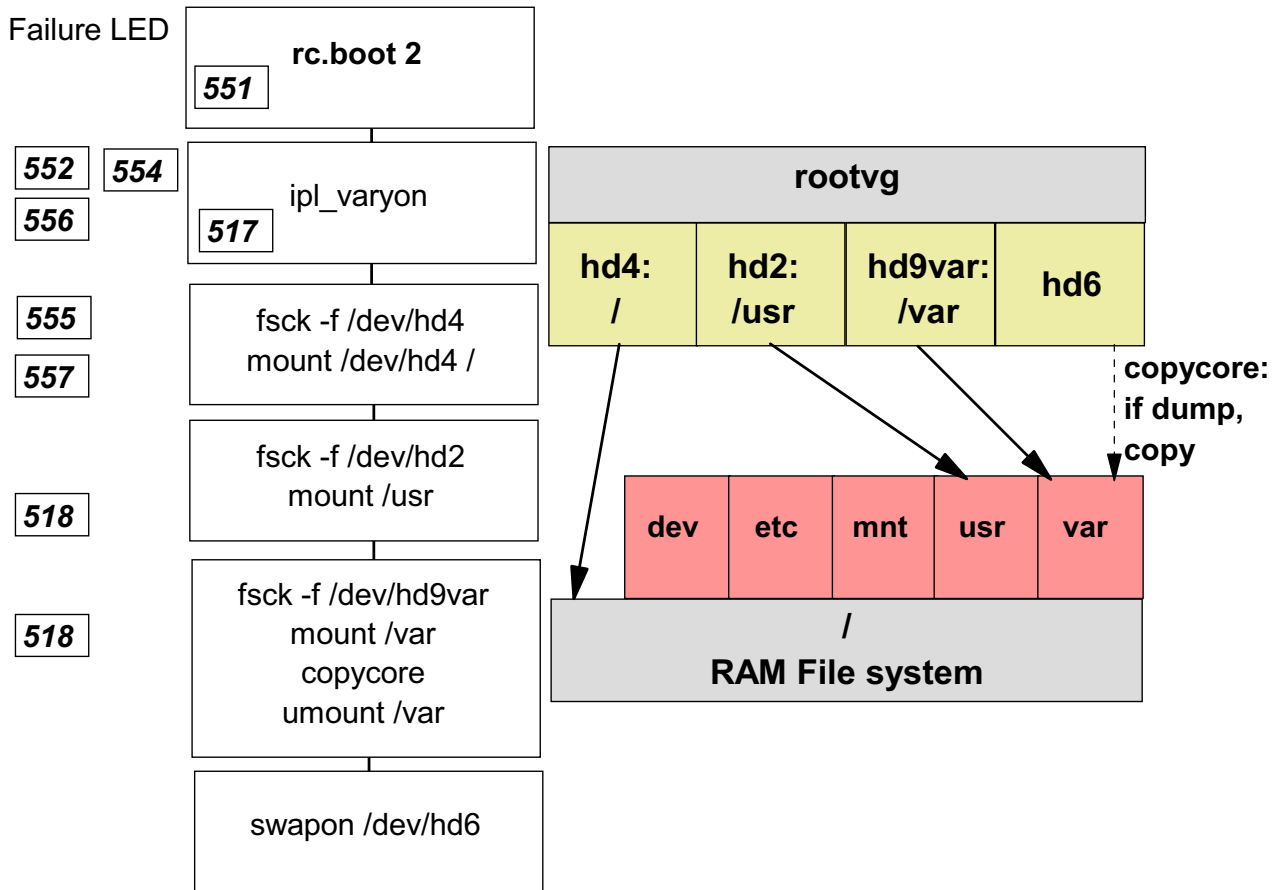 Failure LED
rc.boot 2
551
552
554
556
ipl_varyon
517
555
557
fsck -f /dev/hd4
mount /dev/hd4 /
518
fsck -f /dev/hd2
mount /usr
518
fsck -f /dev/hd9var
mount /var
copycore
umount /var
swapon /dev/hd6
rootvg
hd4:
/
hd2:
/usr
hd9var:
/var
hd6
copycore:
if dump,
copy
dev
etc
mnt
usr
var
/
RAM File system